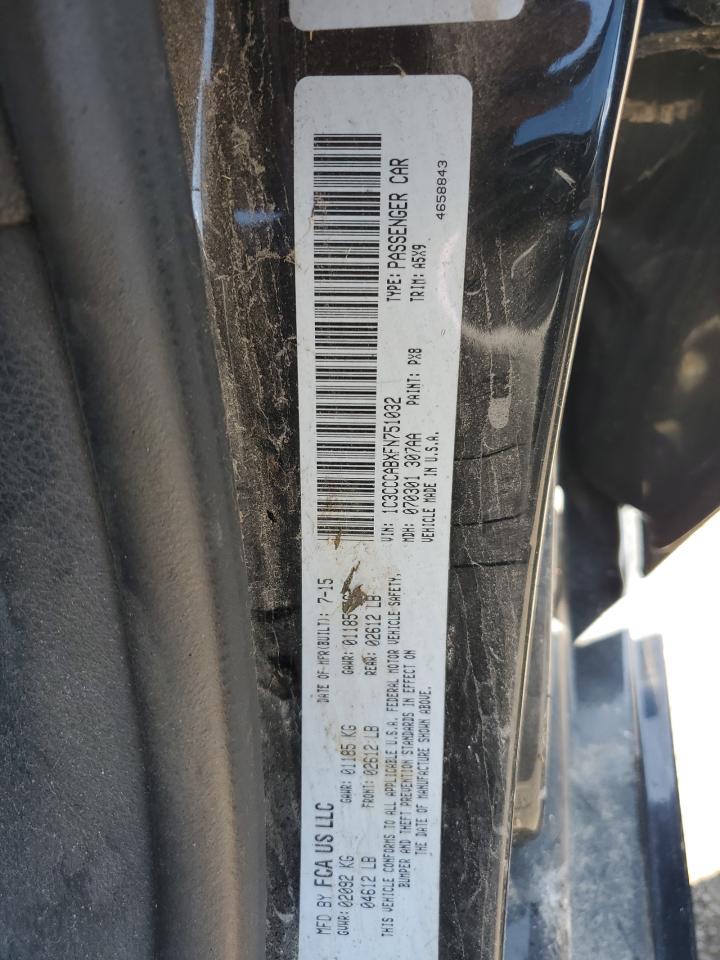 MFD BY FCA US LLC
DATE OF MFR(BUILT): 7-15
GVWR: 02092 KG GAWR: 01185 KG GAWR: 01185
04612 LB FRONT: 02612 LB REAR: 02612 LB
THIS VEHICLE CONFORMS TO ALL APPLICABLE U.S.A. FEDERAL MOTOR VEHICLE SAFETY,
BUMPER AND THEFT PREVENTION STANDARDS IN EFFECT ON
THE DATE OF MANUFACTURE SHOWN ABOVE.
VIN: 1C3CCCABXFN751032 TYPE: PASSENGER CAR
MDH: 070301 307AA PAINT: PX8 TRIM: A5X9
VEHICLE MADE IN U.S.A. 4658843